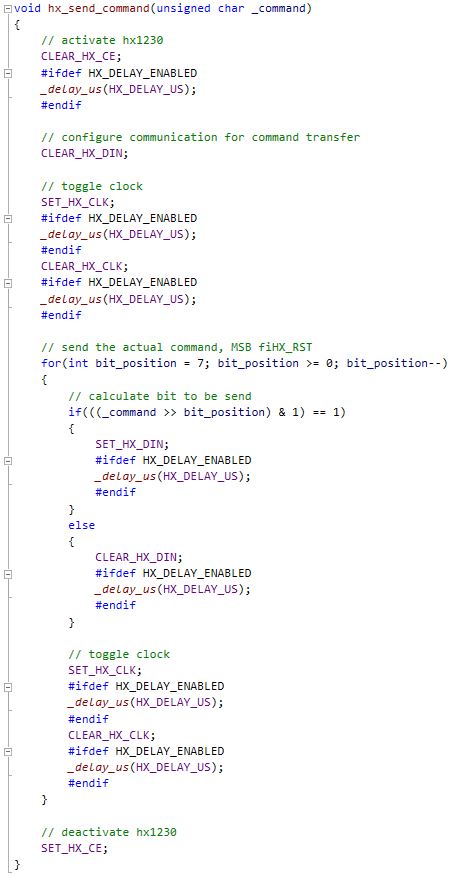 void hx_send_command(unsigned char _command)
{
    // activate hx1230
    CLEAR_HX_CE;
    #ifdef HX_DELAY_ENABLED
    _delay_us(HX_DELAY_US);
    #endif

    // configure communication for command transfer
    CLEAR_HX_DIN;

    // toggle clock
    SET_HX_CLK;
    #ifdef HX_DELAY_ENABLED
    _delay_us(HX_DELAY_US);
    #endif
    CLEAR_HX_CLK;
    #ifdef HX_DELAY_ENABLED
    _delay_us(HX_DELAY_US);
    #endif

    // send the actual command, MSB fiHX_RST
    for(int bit_position = 7; bit_position >= 0; bit_position--)
    {
        // calculate bit to be send
        if(((_command >> bit_position) & 1) == 1)
        {
            SET_HX_DIN;
            #ifdef HX_DELAY_ENABLED
            _delay_us(HX_DELAY_US);
            #endif
        }
        else
        {
            CLEAR_HX_DIN;
            #ifdef HX_DELAY_ENABLED
            _delay_us(HX_DELAY_US);
            #endif
        }

        // toggle clock
        SET_HX_CLK;
        #ifdef HX_DELAY_ENABLED
        _delay_us(HX_DELAY_US);
        #endif
        CLEAR_HX_CLK;
        #ifdef HX_DELAY_ENABLED
        _delay_us(HX_DELAY_US);
        #endif
    }

    // deactivate hx1230
    SET_HX_CE;
}